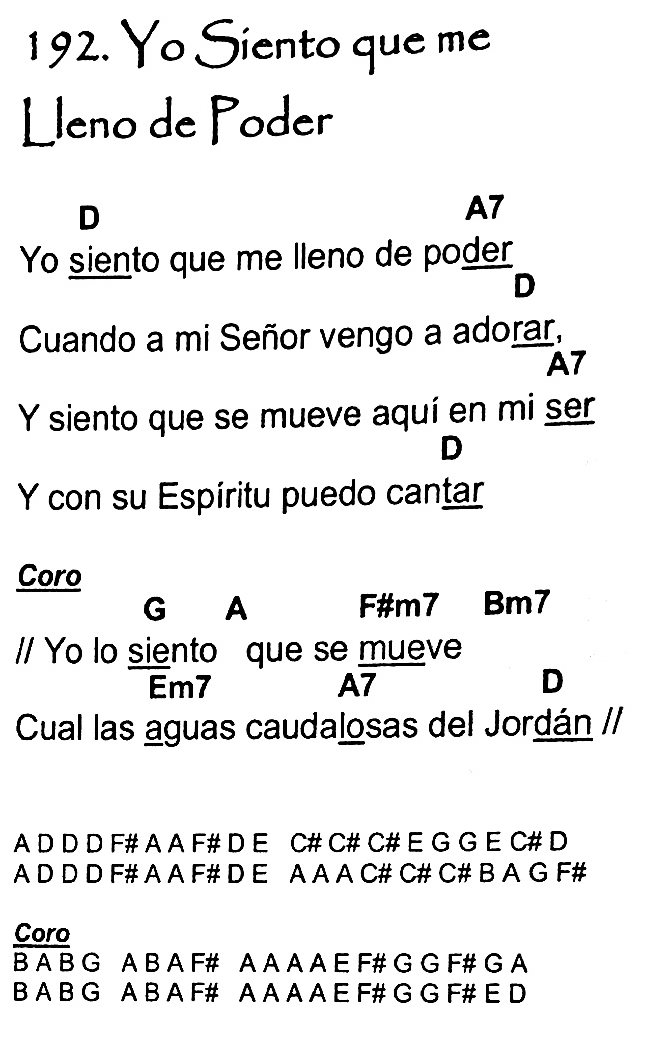 192. Yo Siento que me
Lleno de Poder
D A7
Yo siento que me lleno de poder
D
Cuando a mi Señor vengo a adorar,
A7
Y siento que se mueve aquí en mi ser
D
Y con su Espíritu puedo cantar
Coro
G A F#m7 Bm7
// Yo lo siento que se mueve
Em7 A7 D
Cual las aguas caudalosas del Jordán //
A D D D F# A A F# D E C# C# C# E G G E C# D
A D D D F# A A F# D E A A A C# C# C# B A G F#
Coro
B A B G A B A F# A A A A E F# G G F# G A
B A B G A B A F# A A A A E F# G G F# E D